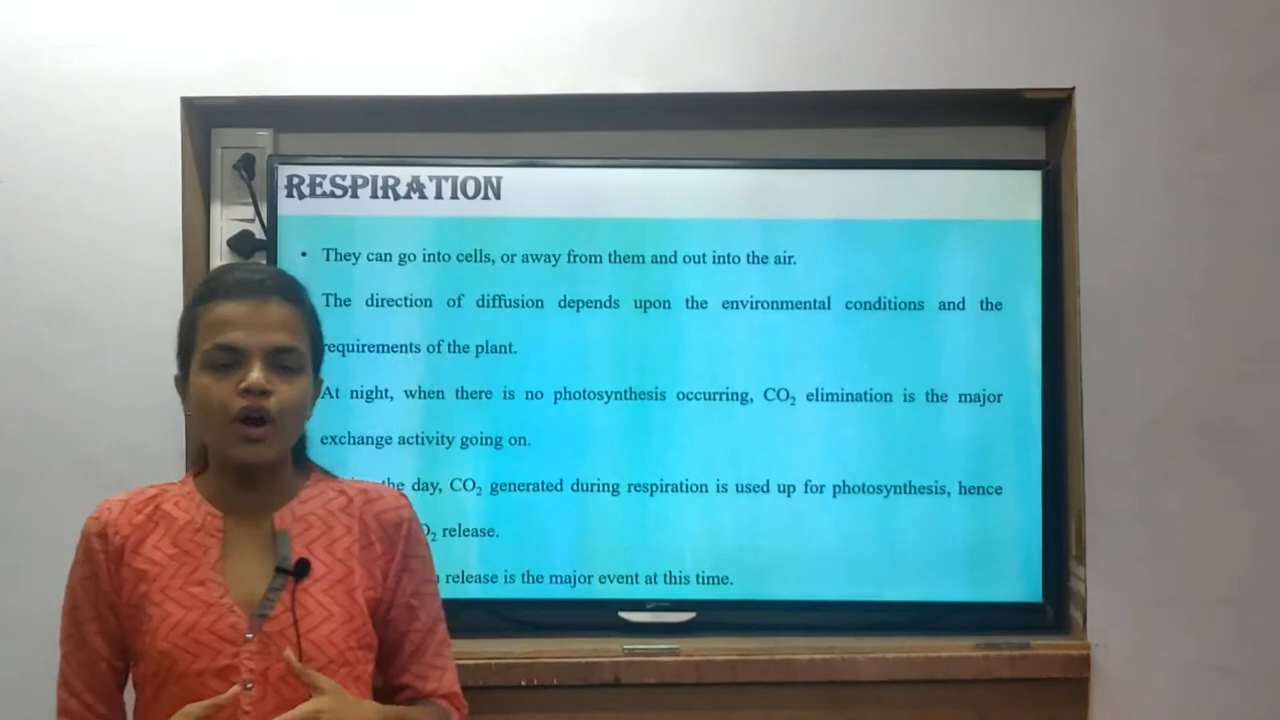 RESPIRATION
• They can go into cells, or away from them and out into the air.
The direction of diffusion depends upon the environmental conditions and the
requirements of the plant.
At night, when there is no photosynthesis occurring, CO₂ elimination is the major
exchange activity going on.
the day, CO₂ generated during respiration is used up for photosynthesis, hence
release.
release is the major event at this time.